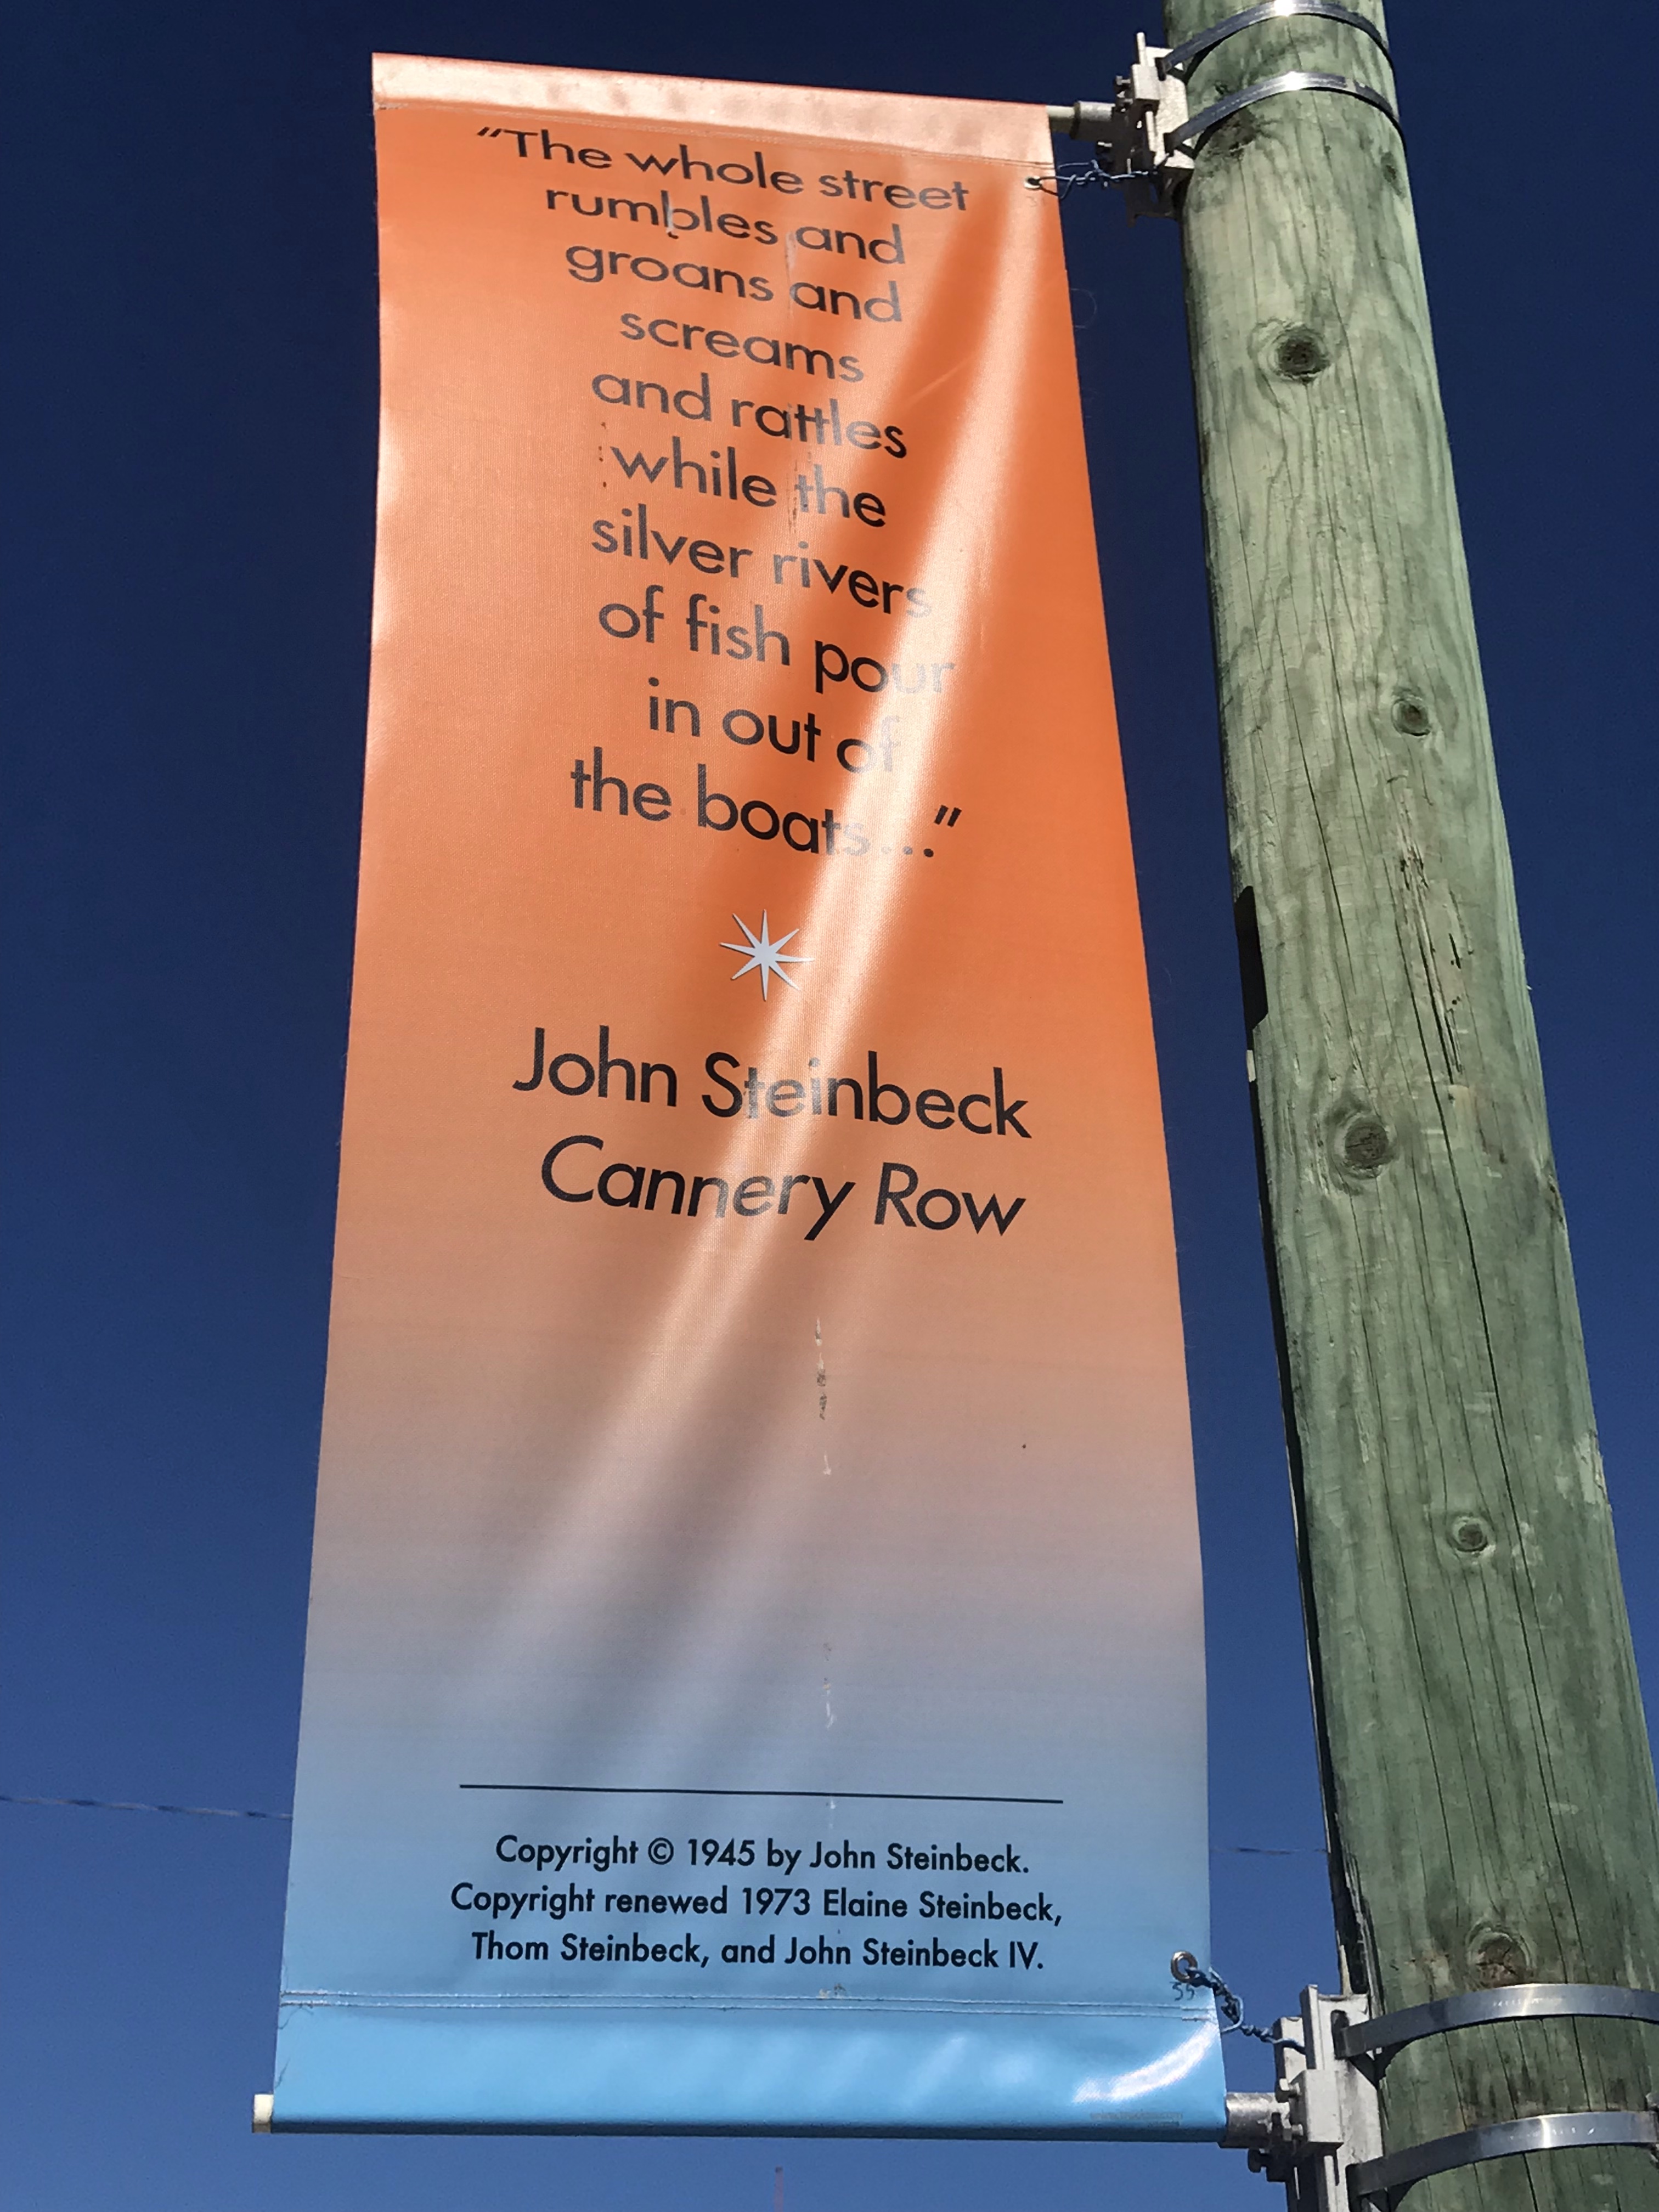 “The whole street
rumbles and
groans and
screams
and rattles
while the
silver rivers
of fish pour
in out of
the boats...”
John Steinbeck
Cannery Row
Copyright © 1945 by John Steinbeck.
Copyright renewed 1973 Elaine Steinbeck,
Thom Steinbeck, and John Steinbeck IV.
55